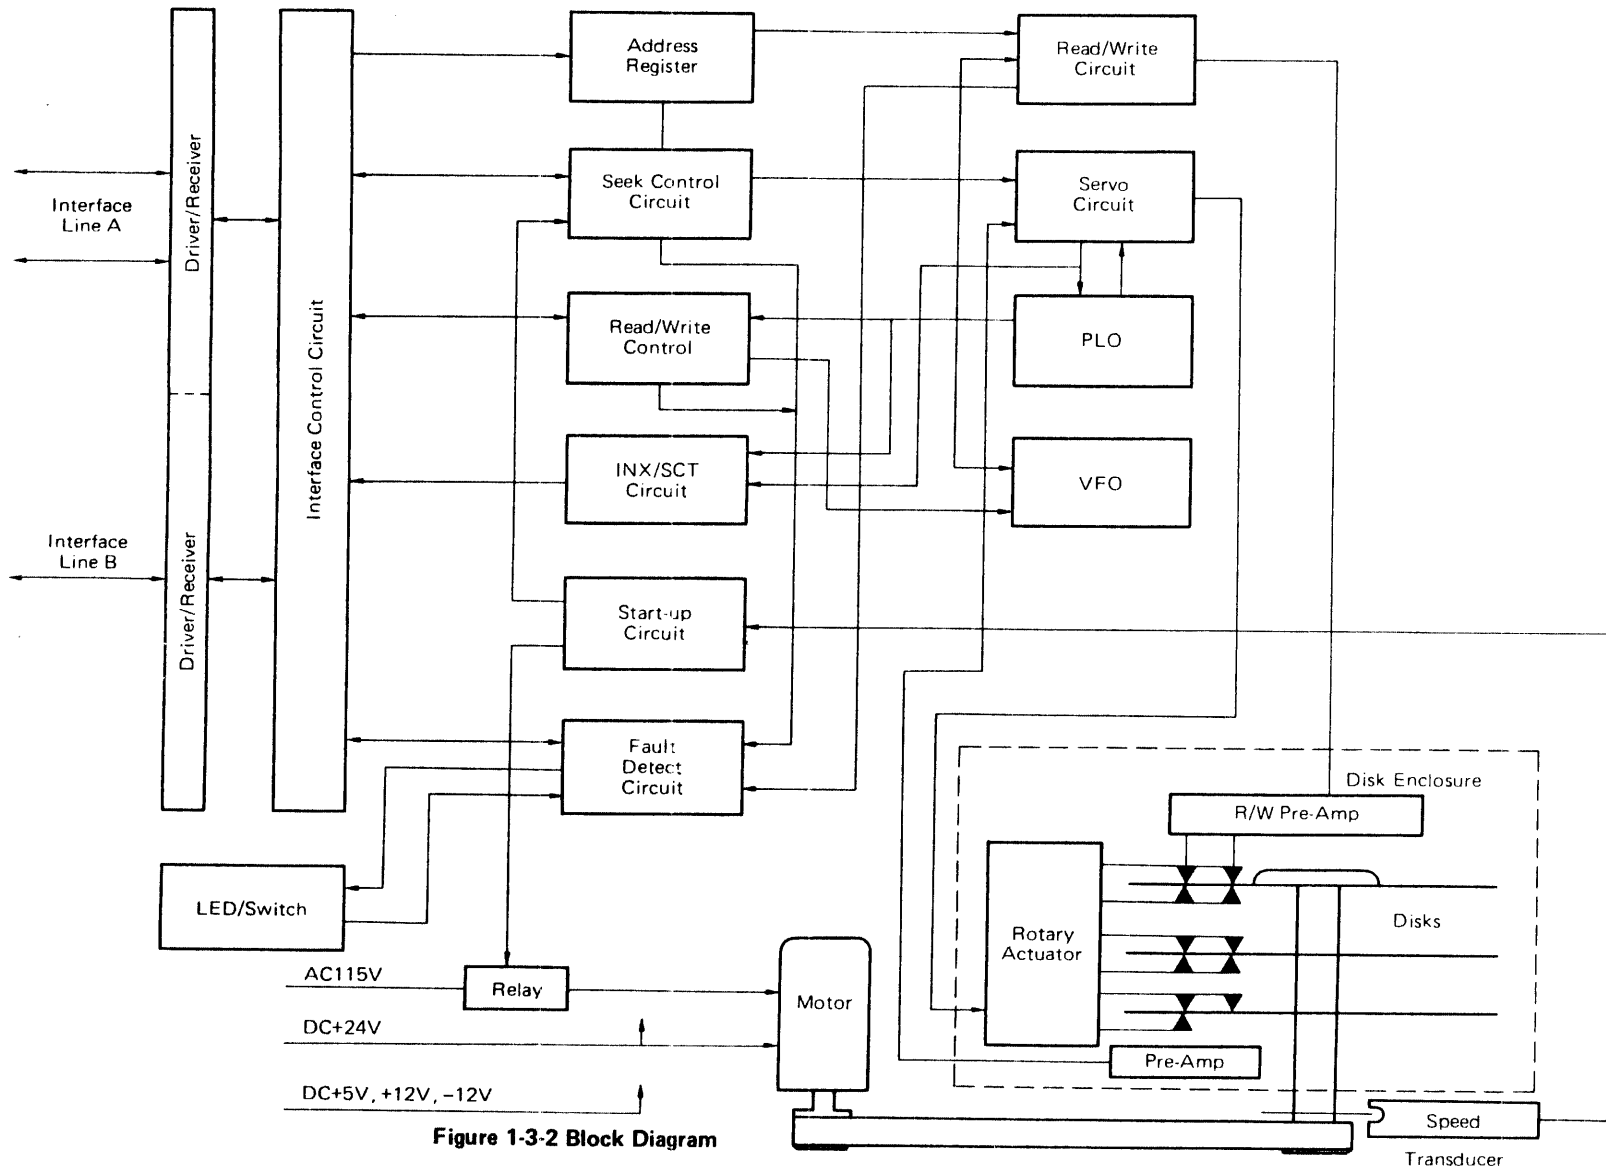 Address
Register
Read/Write
Circuit
Interface
Line A
Driver/Receiver
Seek Control
Circuit
Servo
Circuit
Interface Control Circuit
Read/Write
Control
PLO
INX/SCT
Circuit
VFO
Interface
Line B
Driver/Receiver
Start-up
Circuit
Fault
Detect
Circuit
Disk Enclosure
R/W Pre-Amp
LED/Switch
Rotary
Actuator
Disks
AC115V
Relay
Motor
DC+24V
Pre-Amp
DC+5V, +12V, −12V
Speed
Transducer
Figure 1-3-2 Block Diagram